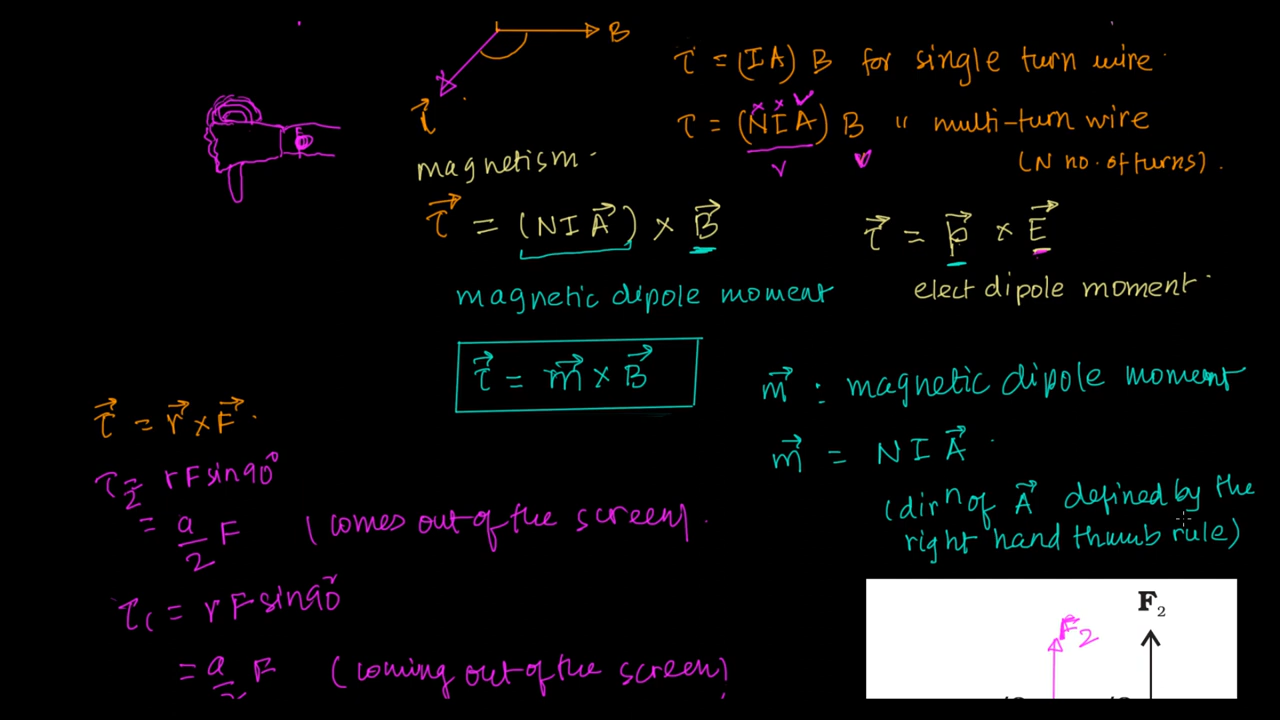 B
τ
τ = (IA) B for single turn wire.
τ = (NIA) B " multi-turn wire
(N no. of turns).
magnetism.
τ⃗ = (NIA⃗) × B⃗
τ⃗ = p⃗ × E⃗
magnetic dipole moment
elect dipole moment.
τ⃗ = m⃗ × B⃗
m⃗ : magnetic dipole moment
τ⃗ = r⃗ × F⃗.
m⃗ = NIA⃗.
τ₂ = rF sin90°
(dirⁿ of A⃗ defined by the
right hand thumb rule)
= a/2 F (comes out of the screen).
τ₁ = rF sin90°
= a/2 F (coming out of the screen)
F₂
F₂